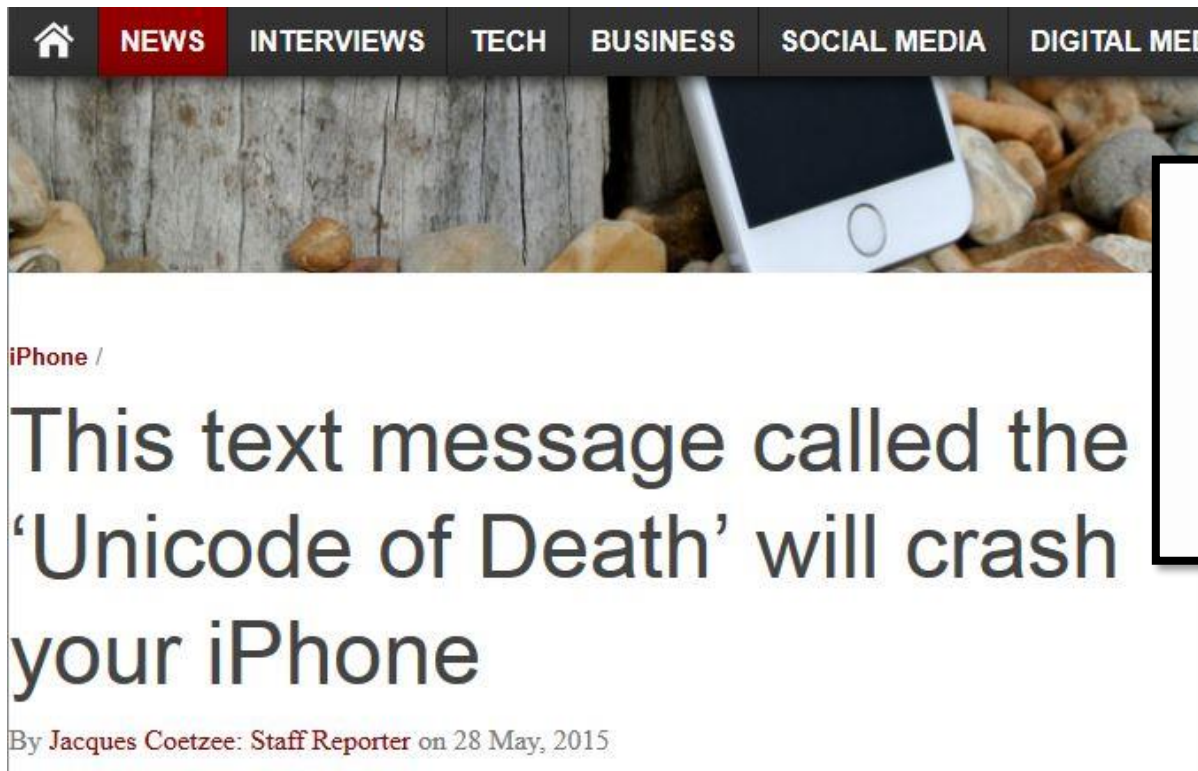 NEWS INTERVIEWS TECH BUSINESS SOCIAL MEDIA DIGITAL
iPhone /
This text message called the
‘Unicode of Death’ will crash
your iPhone
By Jacques Coetzee: Staff Reporter on 28 May, 2015